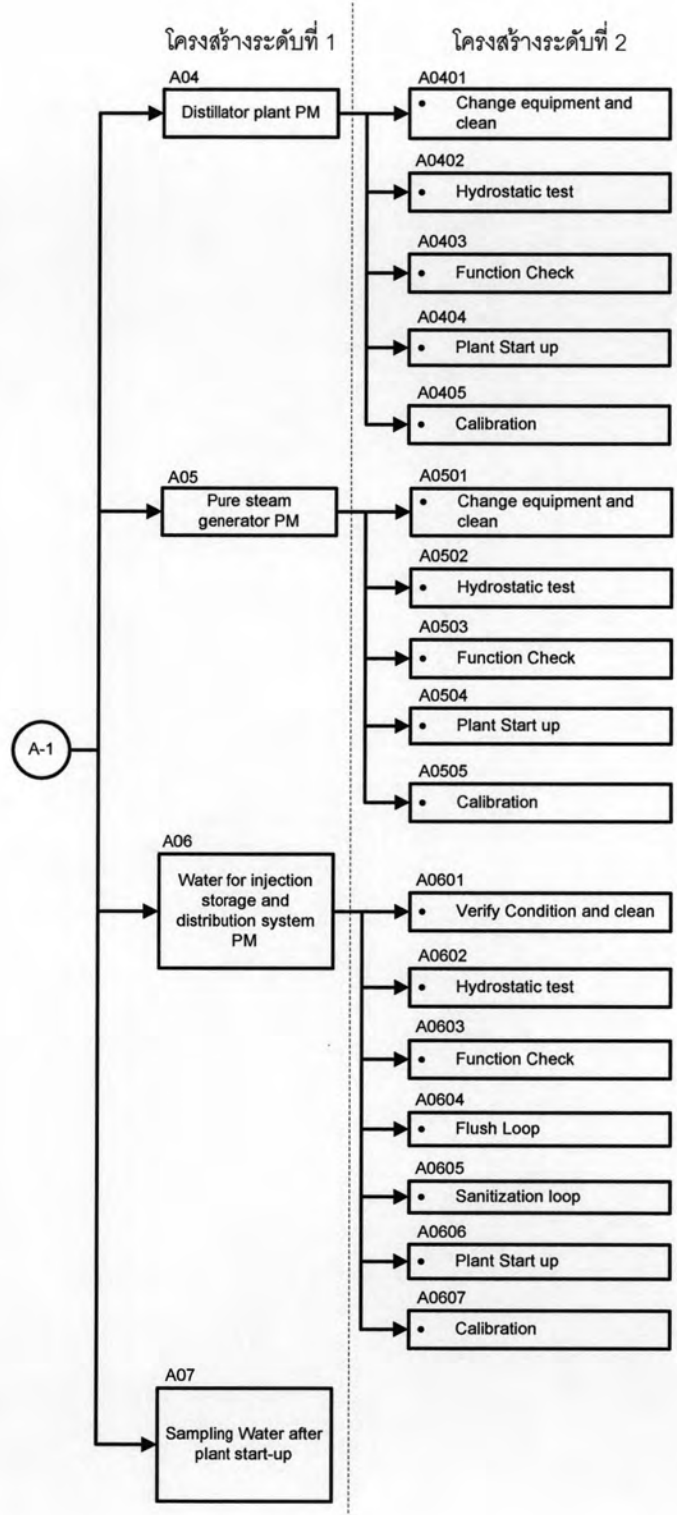 โครงสร้างระดับที่ 1
โครงสร้างระดับที่ 2
A04
Distillator plant PM
A0401
• Change equipment and
clean
A0402
• Hydrostatic test
A0403
• Function Check
A0404
• Plant Start up
A0405
• Calibration
A05
Pure steam
generator PM
A0501
• Change equipment and
clean
A0502
• Hydrostatic test
A0503
• Function Check
A0504
• Plant Start up
A0505
• Calibration
A-1
A06
Water for injection
storage and
distribution system
PM
A0601
• Verify Condition and clean
A0602
• Hydrostatic test
A0603
• Function Check
A0604
• Flush Loop
A0605
• Sanitization loop
A0606
• Plant Start up
A0607
• Calibration
A07
Sampling Water after
plant start-up